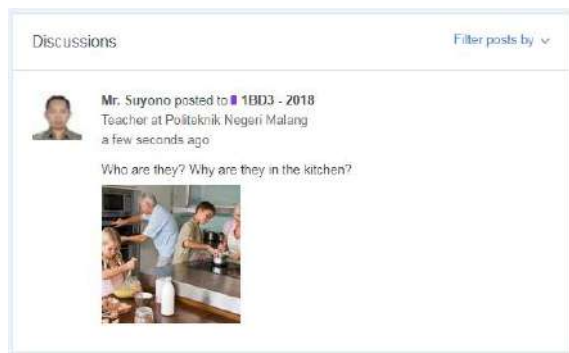 Discussions
Filter posts by
Mr. Suyono posted to 1BD3 - 2018
Teacher at Politeknik Negeri Malang
a few seconds ago
Who are they? Why are they in the kitchen?